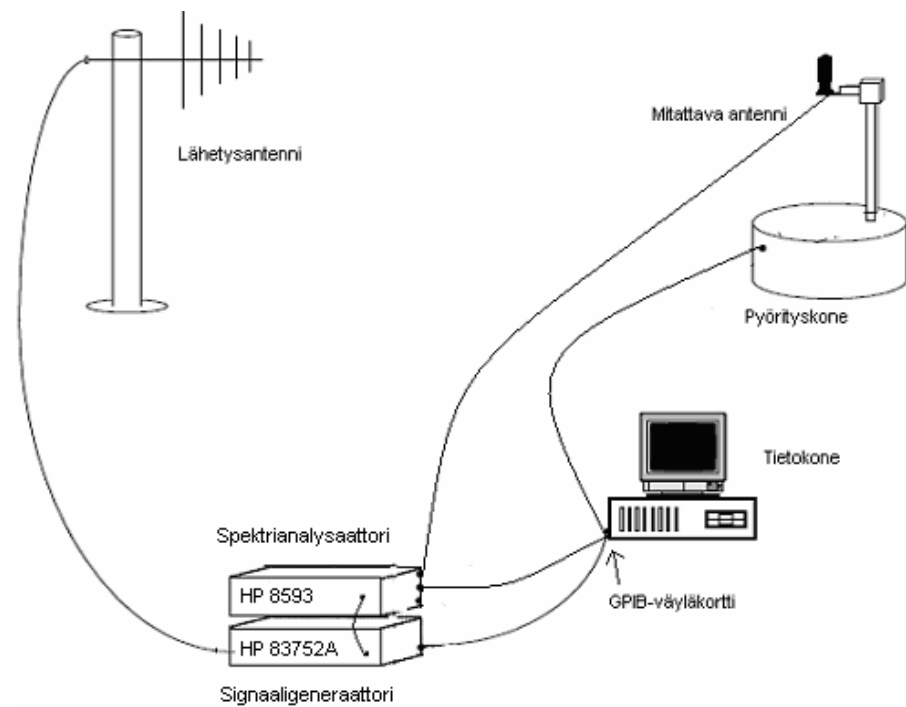 Lähetysantenni
Mitattava antenni
Pyörityskone
Tietokone
Spektrianalysaattori
HP 8593
GPIB-väyläkortti
HP 83752A
Signaaligeneraattori